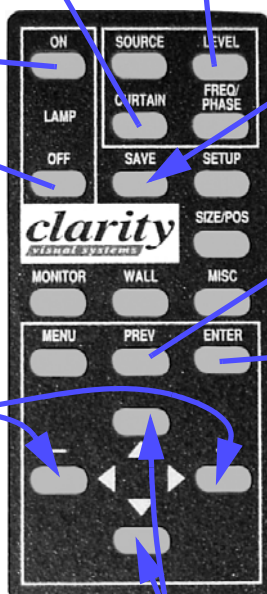 ON SOURCE LEVEL
LAMP CURTAIN FREQ/
PHASE
OFF SAVE SETUP
clarity
visual systems
SIZE/POS
MONITOR WALL MISC
MENU PREV ENTER